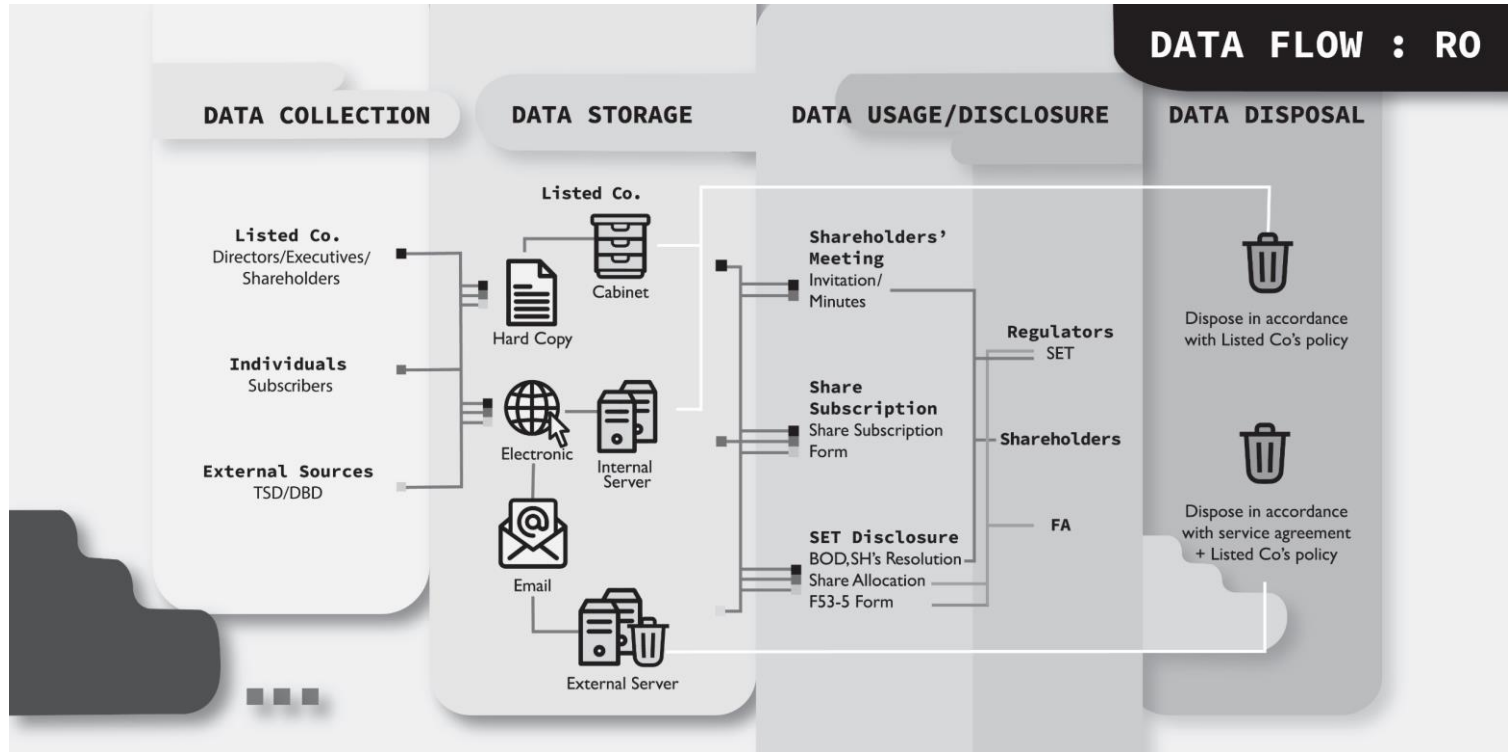 DATA FLOW : RO
DATA COLLECTION
Listed Co.
Directors/Executives/
Shareholders
Individuals
Subscribers
External Sources
TSD/DBD
DATA STORAGE
Listed Co.
Cabinet
Hard Copy
Electronic
Internal
Server
@
Email
External Server
DATA USAGE/DISCLOSURE
Shareholders'
Meeting
Invitation/
Minutes
Share
Subscription
Share Subscription
Form
SET Disclosure
BOD,SH's Resolution
Share Allocation
F53-5 Form
Regulators
SET
Shareholders
FA
DATA DISPOSAL
Dispose in accordance
with Listed Co's policy
Dispose in accordance
with service agreement
+ Listed Co's policy